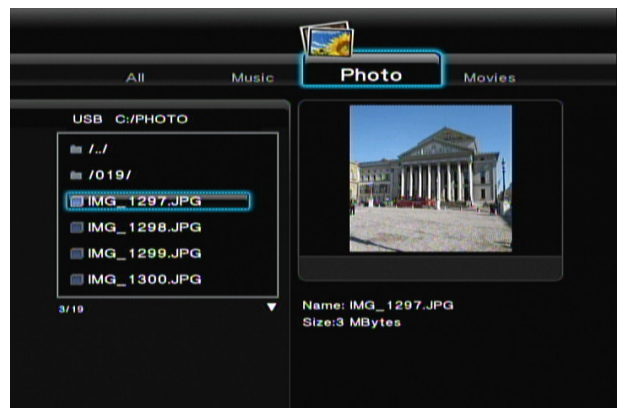 All Music Photo Movies
USB C:/PHOTO
/../
/019/
IMG_1297.JPG
IMG_1298.JPG
IMG_1299.JPG
IMG_1300.JPG
3/19
Name: IMG_1297.JPG
Size:3 MBytes